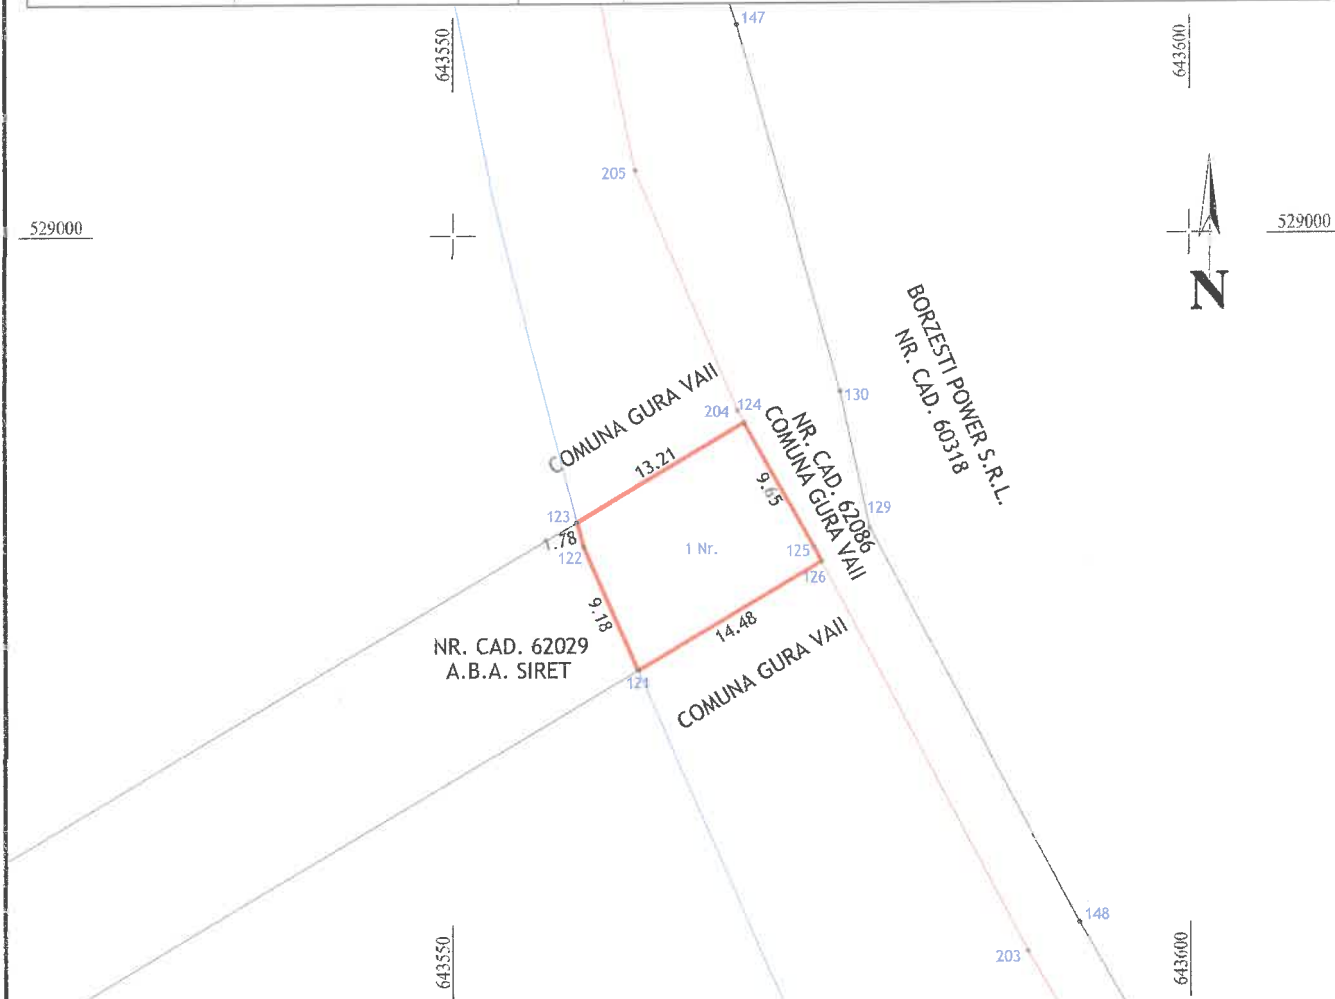 643550
147
643600
205
529000
529000
N
BORZESTI POWER S.R.L.
NR. CAD. 60318
130
COMUNA GURA VAII
204
124
NR. CAD. 62086
COMUNA GURA VAII
13.21
9.65
129
123
1.78
122
1 Nr.
125
126
9.18
14.48
NR. CAD. 62029
A.B.A. SIRET
121
COMUNA GURA VAII
148
203
643550
643600